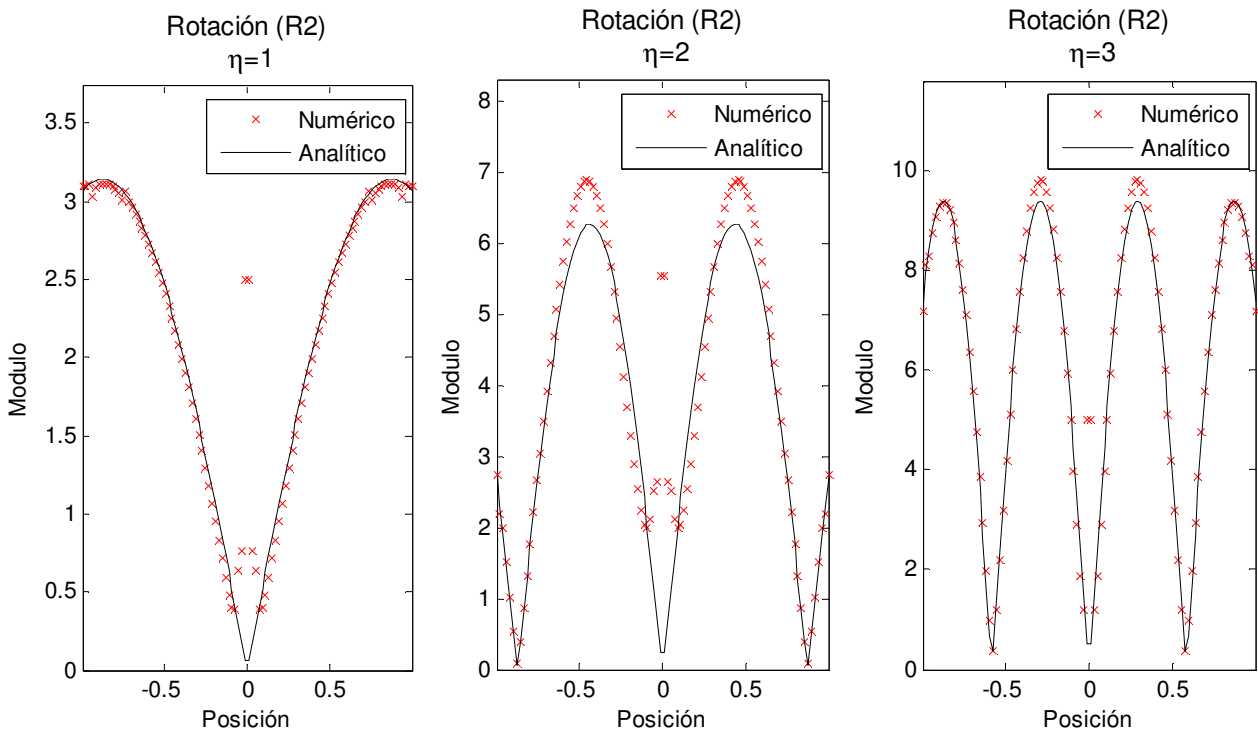 Rotación (R2)
η=1
Numérico
Analítico
3.5
3
2.5
2
1.5
1
0.5
0
Modulo
-0.5
0
0.5
Posición
Rotación (R2)
η=2
Numérico
Analítico
8
7
6
5
4
3
2
1
0
Modulo
-0.5
0
0.5
Posición
Rotación (R2)
η=3
Numérico
Analítico
10
8
6
4
2
0
Modulo
-0.5
0
0.5
Posición